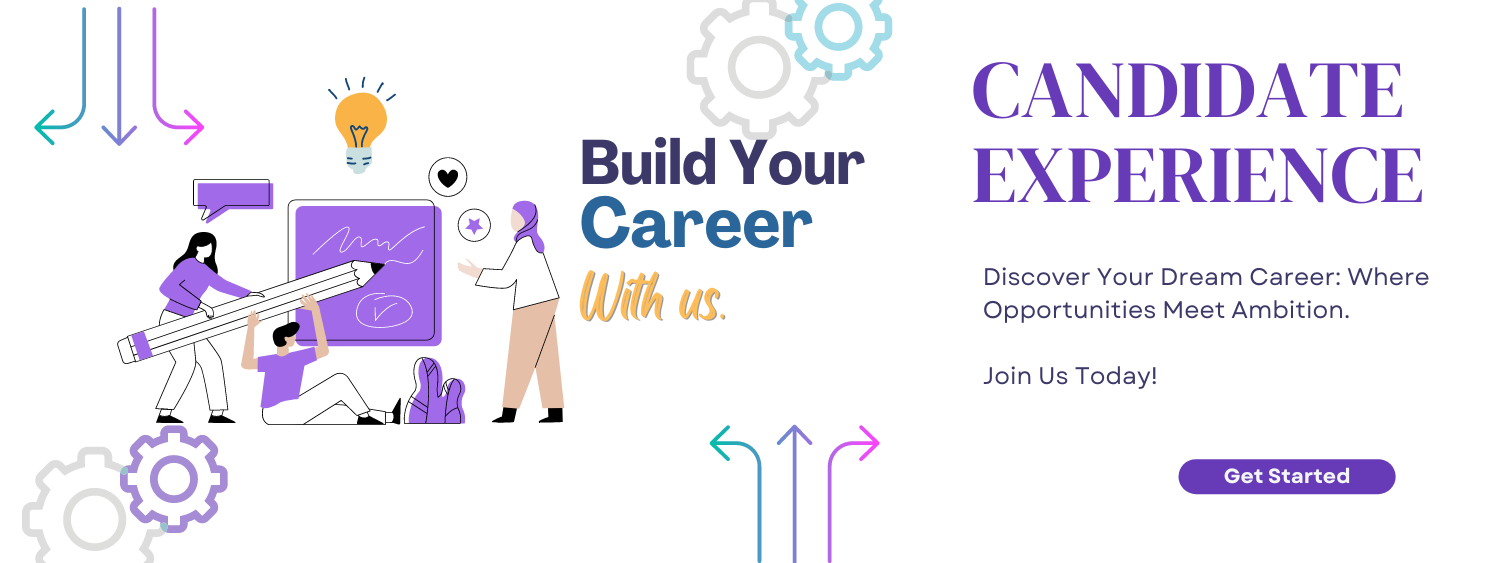 Build Your
Career
With us.
CANDIDATE
EXPERIENCE
Discover Your Dream Career: Where
Opportunities Meet Ambition.
Join Us Today!
Get Started